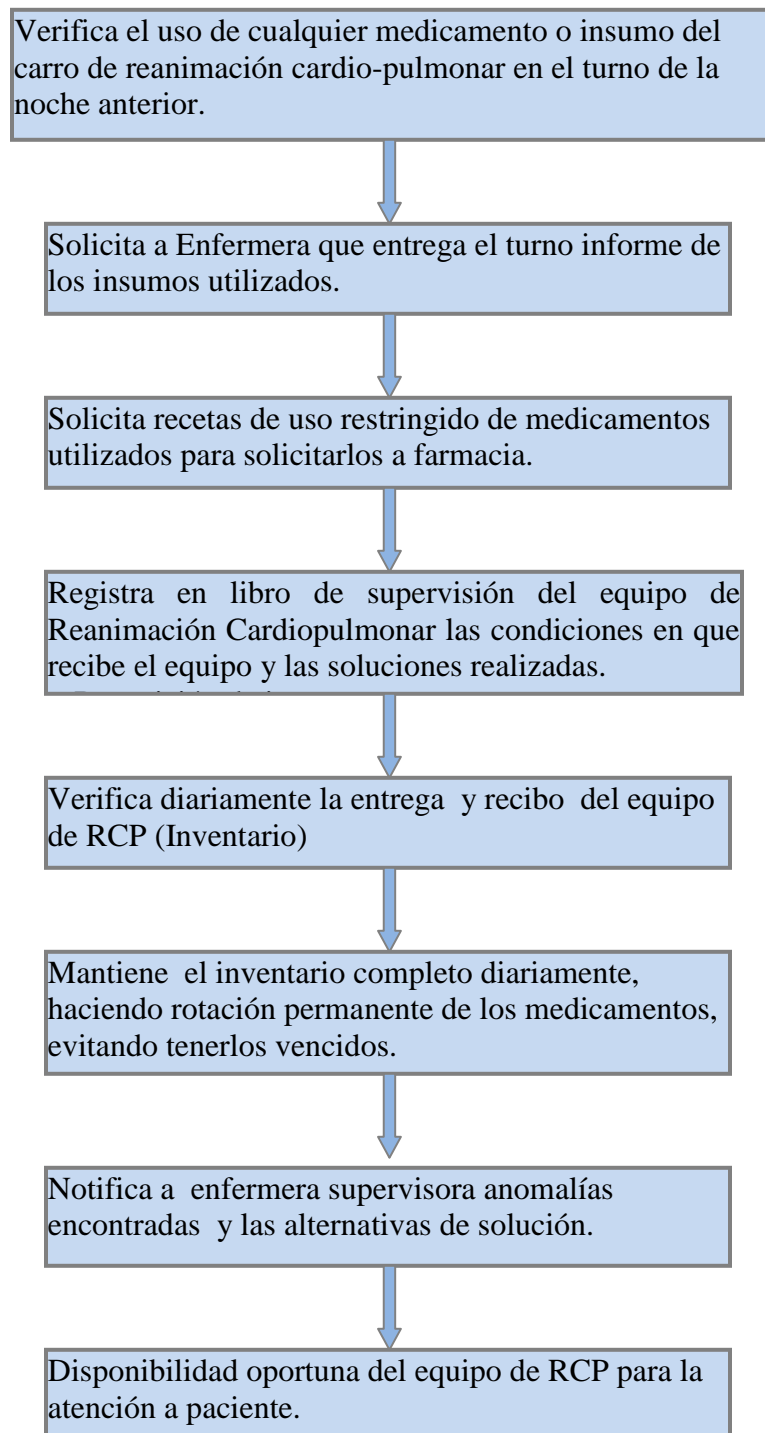 Verifica el uso de cualquier medicamento o insumo del
carro de reanimación cardio-pulmonar en el turno de la
noche anterior.
Solicita a Enfermera que entrega el turno informe de
los insumos utilizados.
Solicita recetas de uso restringido de medicamentos
utilizados para solicitarlos a farmacia.
Registra en libro de supervisión del equipo de
Reanimación Cardiopulmonar las condiciones en que
recibe el equipo y las soluciones realizadas.
Verifica diariamente la entrega y recibo del equipo
de RCP (Inventario)
Mantiene el inventario completo diariamente,
haciendo rotación permanente de los medicamentos,
evitando tenerlos vencidos.
Notifica a enfermera supervisora anomalías
encontradas y las alternativas de solución.
Disponibilidad oportuna del equipo de RCP para la
atención a paciente.